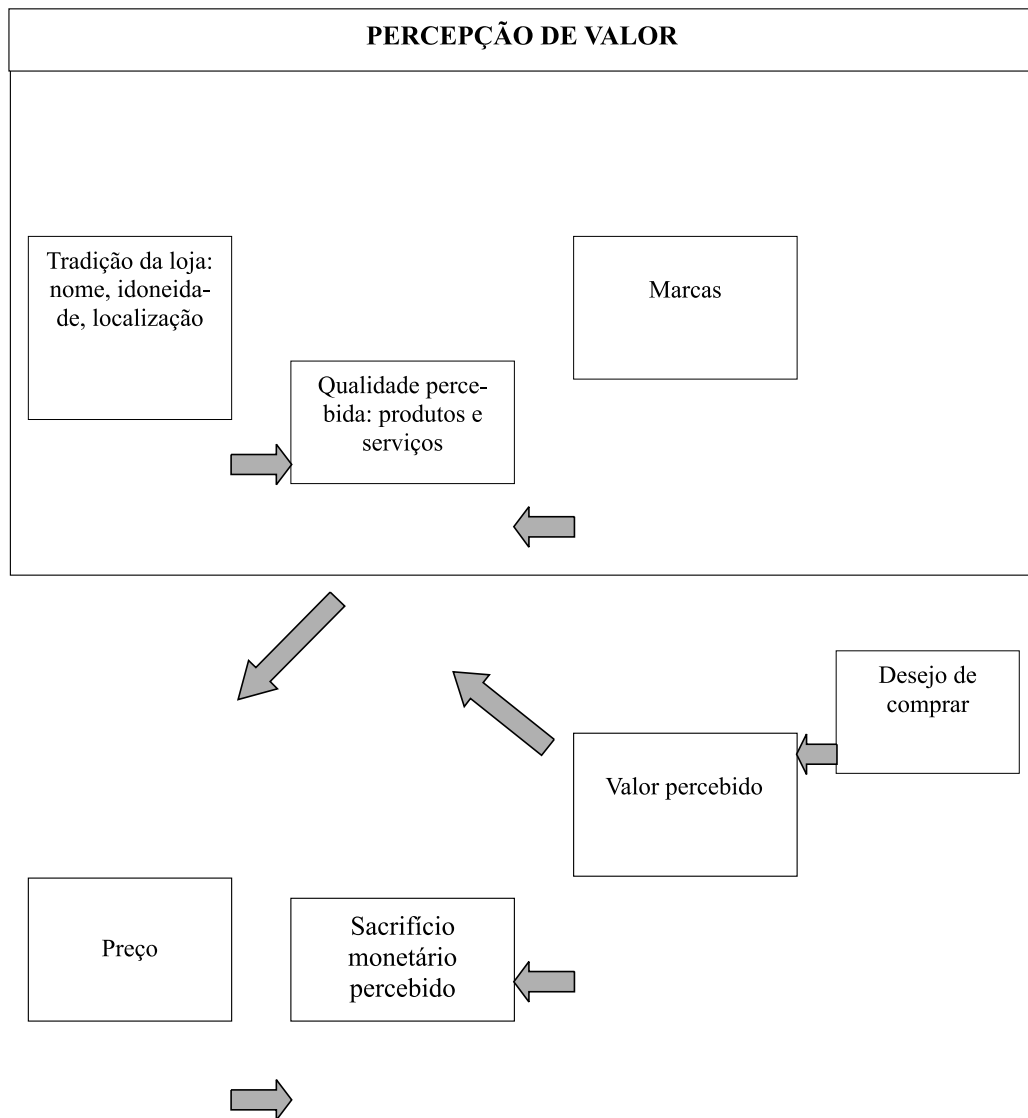 PERCEPÇÃO DE VALOR
Tradição da loja:
nome, idoneida-
de, localização
Marcas
Qualidade perce-
bida: produtos e
serviços
Desejo de
comprar
Valor percebido
Preço
Sacrifício
monetário
percebido